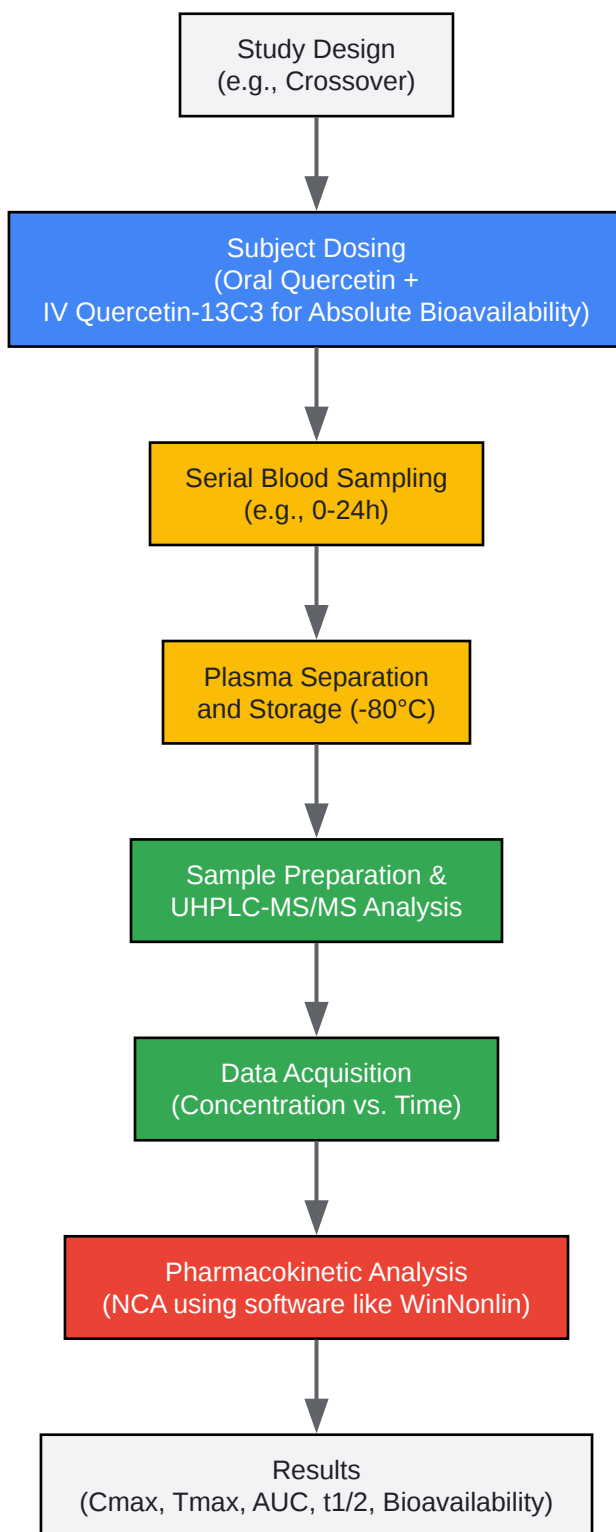 Study Design
(e.g., Crossover)
Subject Dosing
(Oral Quercetin +
IV Quercetin-13C3 for Absolute Bioavailability)
Serial Blood Sampling
(e.g., 0-24h)
Plasma Separation
and Storage (-80°C)
Sample Preparation &
UHPLC-MS/MS Analysis
Data Acquisition
(Concentration vs. Time)
Pharmacokinetic Analysis
(NCA using software like WinNonlin)
Results
(Cmax, Tmax, AUC, t1/2, Bioavailability)